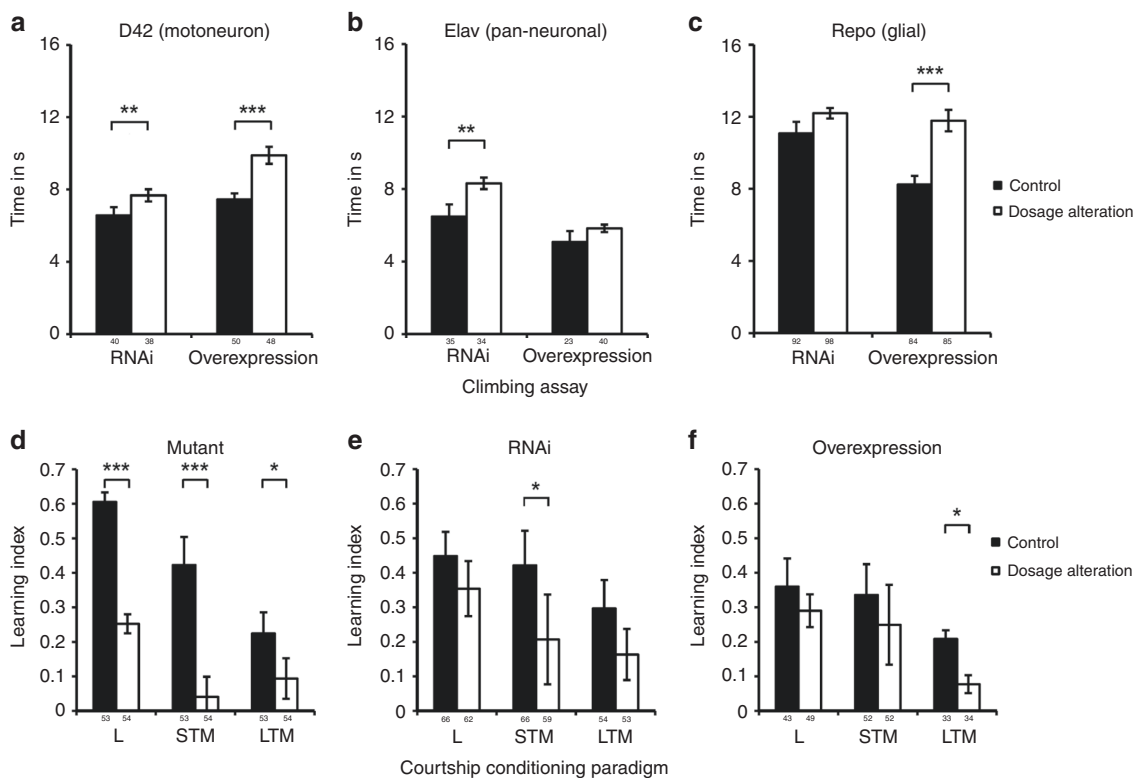 a D42 (motoneuron)
16
12
8
4
0
Time in s
**
***
40 38 50 48
RNAi Overexpression
b Elav (pan-neuronal)
16
12
8
4
0
Time in s
**
35 34 23 40
RNAi Overexpression
Climbing assay
c Repo (glial)
16
12
8
4
0
Time in s
***
92 98 84 85
RNAi Overexpression
Control
Dosage alteration
d Mutant
0.7
0.6
0.5
0.4
0.3
0.2
0.1
0
Learning index
*** *** *
53 54 53 54 53 54
L STM LTM
e RNAi
0.7
0.6
0.5
0.4
0.3
0.2
0.1
0
Learning index
*
66 62 66 59 54 53
L STM LTM
Courtship conditioning paradigm
f Overexpression
0.7
0.6
0.5
0.4
0.3
0.2
0.1
0
Learning index
*
43 49 52 52 33 34
L STM LTM
Control
Dosage alteration